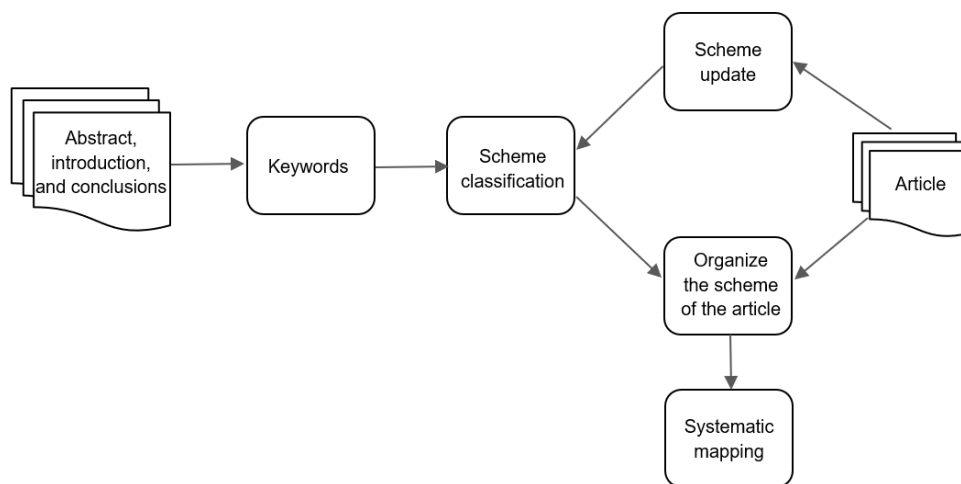 Abstract,
introduction,
and conclusions
Keywords
Scheme
classification
Scheme
update
Article
Organize
the scheme
of the article
Systematic
mapping